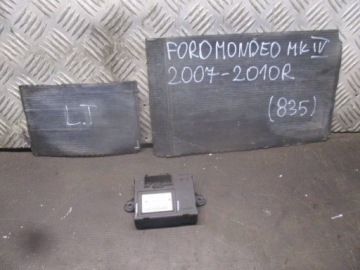 L.T
FORD MONDEO MK IV
2007-2010R
(835)